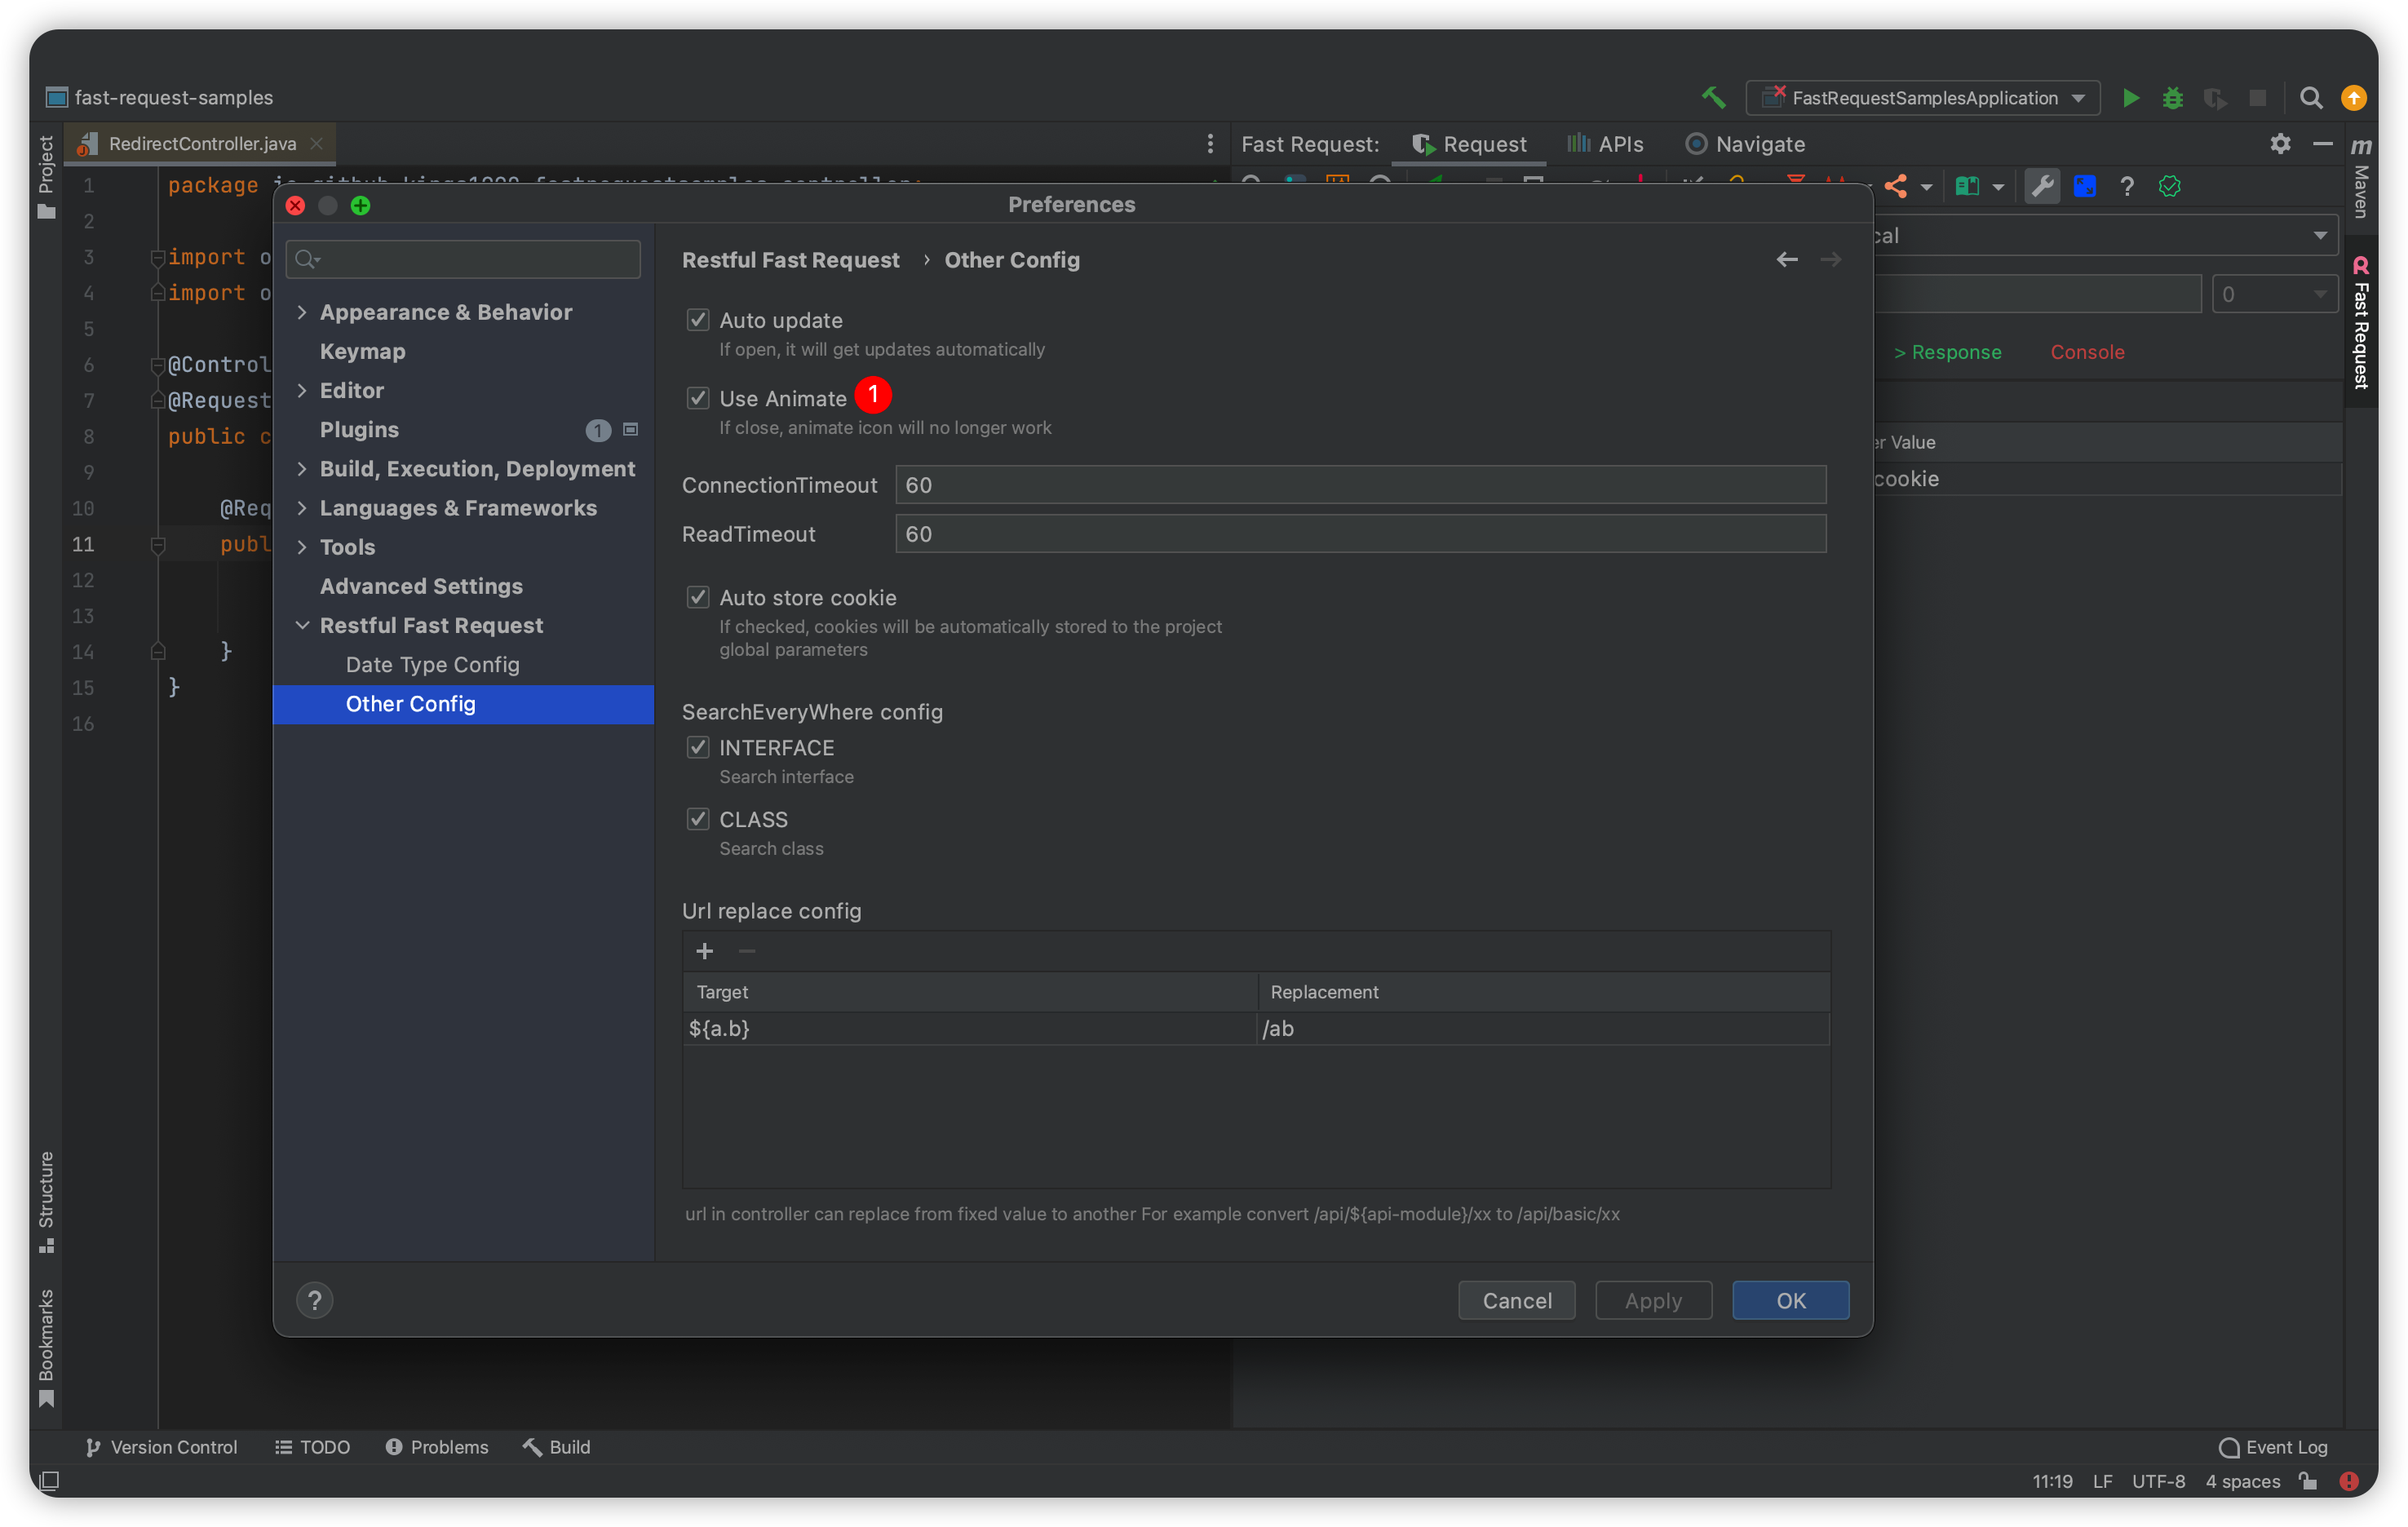 fast-request-samples
FastRequestSamplesApplication
Project
RedirectController.java
Fast Request:
Request
APIs
Navigate
m
Maven
1 package
2
3 import o
4 import o
5
6 @Control
7 @Request
8 public c
9
10 @Req
11 publ
12
13
14 }
15 }
16
Preferences
Appearance & Behavior
Keymap
Editor
Plugins 1
Build, Execution, Deployment
Languages & Frameworks
Tools
Advanced Settings
Restful Fast Request
Date Type Config
Other Config
Restful Fast Request › Other Config
Auto update
If open, it will get updates automatically
Use Animate 1
If close, animate icon will no longer work
ConnectionTimeout 60
ReadTimeout 60
Auto store cookie
If checked, cookies will be automatically stored to the project
global parameters
SearchEveryWhere config
INTERFACE
Search interface
CLASS
Search class
Url replace config
Target Replacement
${a.b} /ab
url in controller can replace from fixed value to another For example convert /api/${api-module}/xx to /api/basic/xx
?
Cancel Apply OK
cal
0
> Response Console
er Value
cookie
Fast Request
Structure
Bookmarks
Version Control TODO Problems Build Event Log
11:19 LF UTF-8 4 spaces